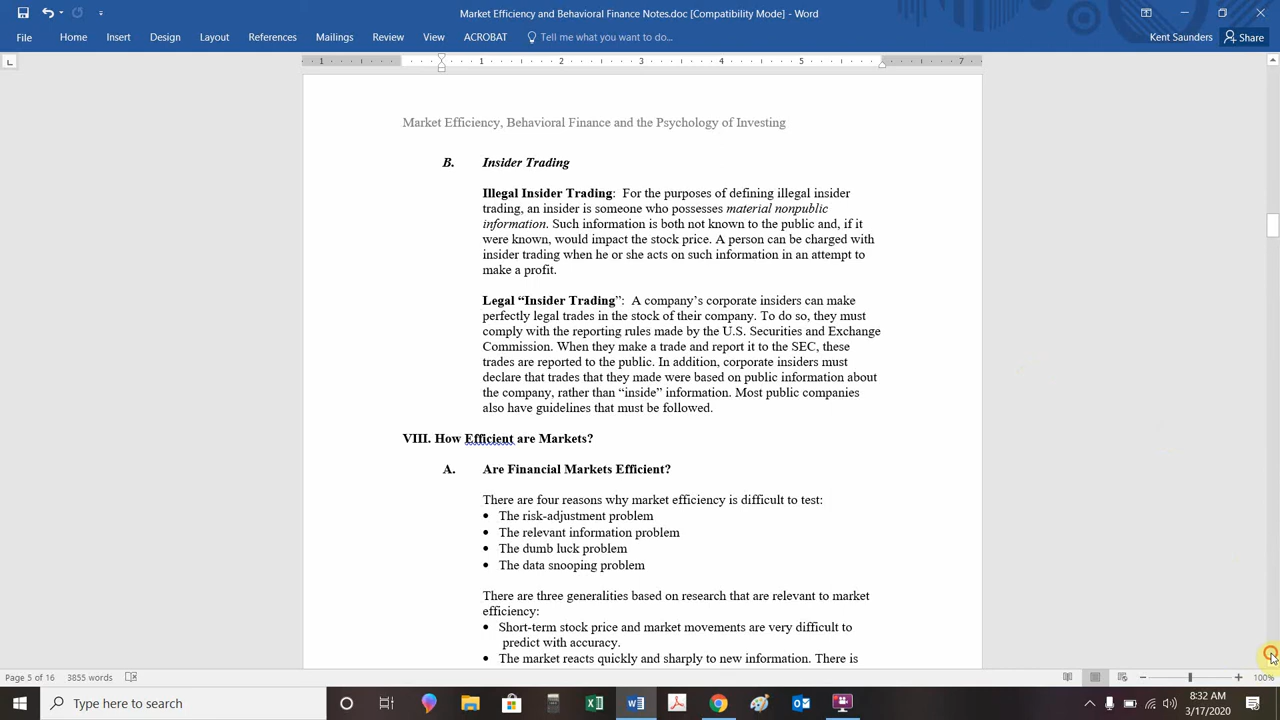 Market Efficiency, Behavioral Finance Notes.doc [Compatibility Mode] - Word
File Home Insert Design Layout References Mailings Review View ACROBAT Tell me what you want to do... Kent Saunders Share
1 1 2 3 4 5 7
Market Efficiency, Behavioral Finance and the Psychology of Investing
B. Insider Trading
Illegal Insider Trading: For the purposes of defining illegal insider
trading, an insider is someone who possesses material nonpublic
information. Such information is both not known to the public and, if it
were known, would impact the stock price. A person can be charged with
insider trading when he or she acts on such information in an attempt to
make a profit.
Legal “Insider Trading”: A company’s corporate insiders can make
perfectly legal trades in the stock of their company. To do so, they must
comply with the reporting rules made by the U.S. Securities and Exchange
Commission. When they make a trade and report it to the SEC, these
trades are reported to the public. In addition, corporate insiders must
declare that trades that they made were based on public information about
the company, rather than “inside” information. Most public companies
also have guidelines that must be followed.
VIII. How Efficient are Markets?
A. Are Financial Markets Efficient?
There are four reasons why market efficiency is difficult to test:
• The risk-adjustment problem
• The relevant information problem
• The dumb luck problem
• The data snooping problem
There are three generalities based on research that are relevant to market
efficiency:
• Short-term stock price and market movements are very difficult to
predict with accuracy.
• The market reacts quickly and sharply to new information. There is
Page 5 of 16 3855 words 100%
Type here to search
8:32 AM
3/17/2020